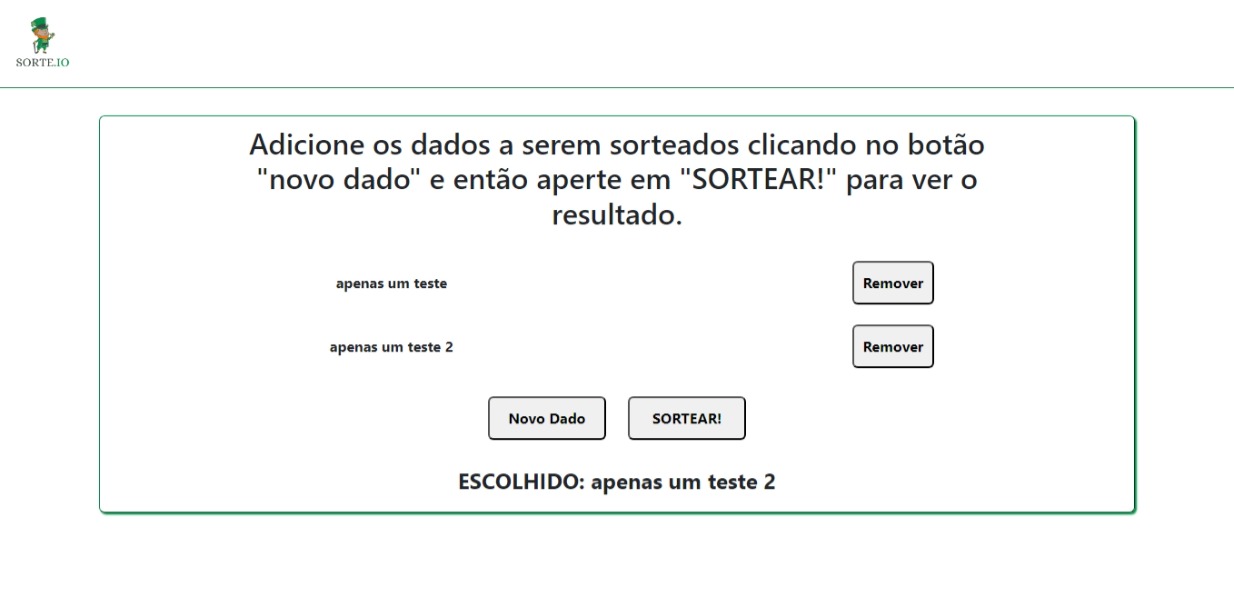 SORTE.IO
Adicione os dados a serem sorteados clicando no botão
"novo dado" e então aperte em "SORTEAR!" para ver o
resultado.
apenas um teste Remover
apenas um teste 2 Remover
Novo Dado SORTEAR!
ESCOLHIDO: apenas um teste 2